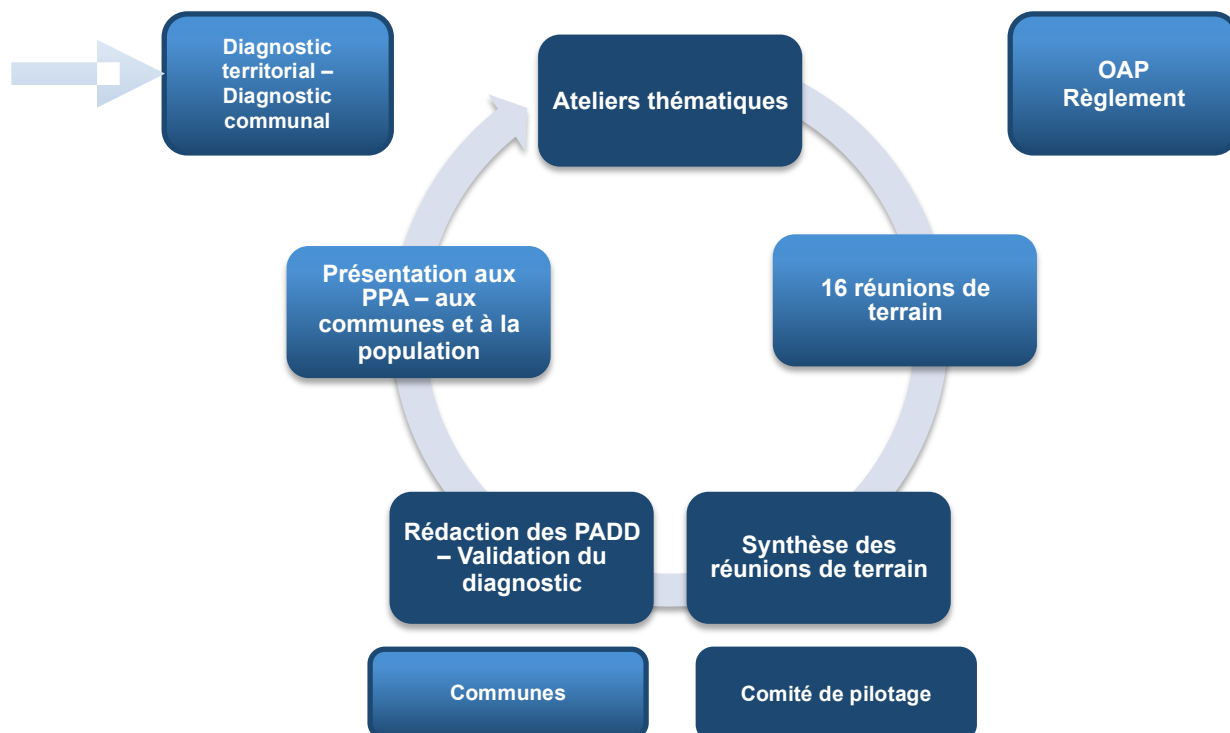 Diagnostic
territorial –
Diagnostic
communal
Ateliers thématiques
OAP
Règlement
Présentation aux
PPA – aux
communes et à la
population
16 réunions de
terrain
Rédaction des PADD
– Validation du
diagnostic
Synthèse des
réunions de terrain
Communes
Comité de pilotage